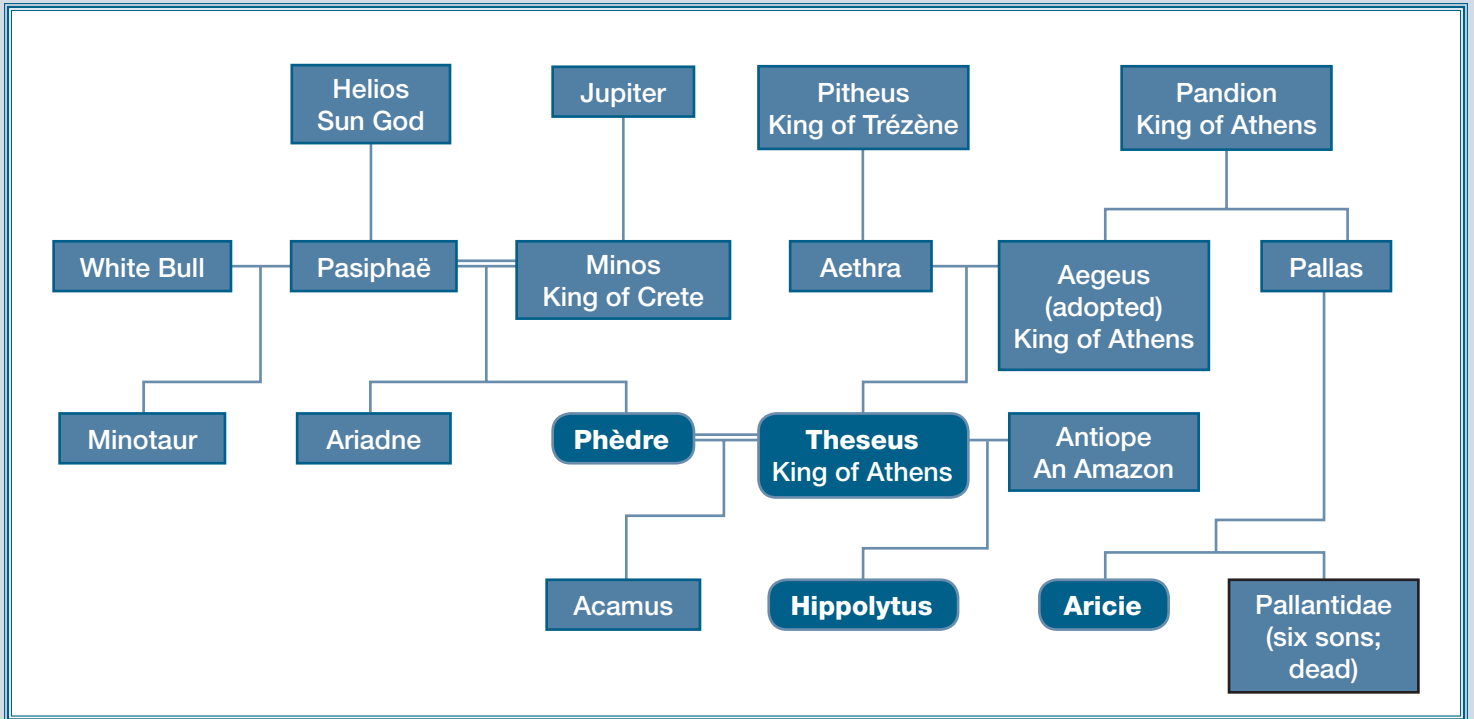 Helios
Sun God
Jupiter
Pitheus
King of Trézène
Pandion
King of Athens
White Bull
Pasiphaë
Minos
King of Crete
Aethra
Aegeus
(adopted)
King of Athens
Pallas
Minotaur
Ariadne
Phèdre
Theseus
King of Athens
Antiope
An Amazon
Acamus
Hippolytus
Aricie
Pallantidae
(six sons;
dead)